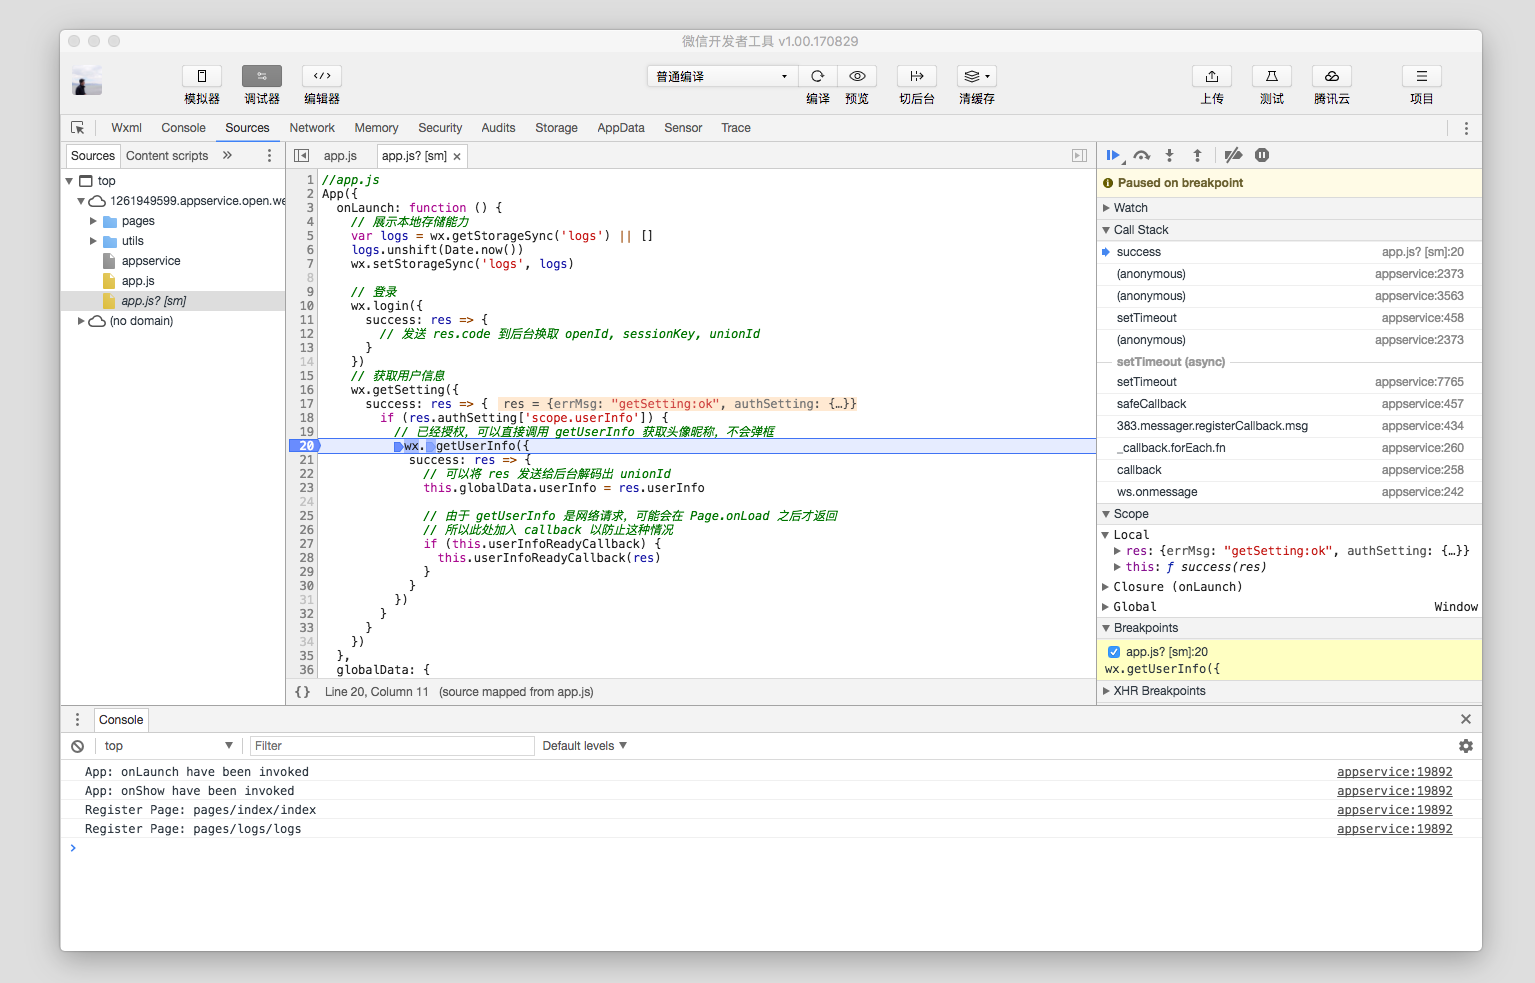 微信开发者工具 v1.00.170829
模拟器 调试器 编辑器 普通编译 编译 预览 切后台 清缓存 上传 测试 腾讯云 项目
Wxml Console Sources Network Memory Security Audits Storage AppData Sensor Trace
Sources Content scripts
top
1261949599.appservice.open.we
pages
utils
appservice
app.js
app.js? [sm]
(no domain)
app.js app.js? [sm]
1 //app.js
2 App({
3 onLaunch: function () {
4 // 展示本地存储能力
5 var logs = wx.getStorageSync('logs') || []
6 logs.unshift(Date.now())
7 wx.setStorageSync('logs', logs)
8
9 // 登录
10 wx.login({
11 success: res => {
12 // 发送 res.code 到后台换取 openId, sessionKey, unionId
13 }
14 })
15 // 获取用户信息
16 wx.getSetting({
17 success: res => { res = {errMsg: "getSetting:ok", authSetting: {…}}
18 if (res.authSetting['scope.userInfo']) {
19 // 已经授权，可以直接调用 getUserInfo 获取头像昵称，不会弹框
20 wx.getUserInfo({
21 success: res => {
22 // 可以将 res 发送给后台解码出 unionId
23 this.globalData.userInfo = res.userInfo
24
25 // 由于 getUserInfo 是网络请求，可能会在 Page.onLoad 之后才返回
26 // 所以此处加入 callback 以防止这种情况
27 if (this.userInfoReadyCallback) {
28 this.userInfoReadyCallback(res)
29 }
30 }
31 })
32 }
33 }
34 })
35 },
36 globalData: {
{} Line 20, Column 11 (source mapped from app.js)
Paused on breakpoint
Watch
Call Stack
success app.js? [sm]:20
(anonymous) appservice:2373
(anonymous) appservice:3563
setTimeout appservice:458
(anonymous) appservice:2373
setTimeout (async)
setTimeout appservice:7765
safeCallback appservice:457
383.messager.registerCallback.msg appservice:434
_callback.forEach.fn appservice:260
callback appservice:258
ws.onmessage appservice:242
Scope
Local
res: {errMsg: "getSetting:ok", authSetting: {…}}
this: ƒ success(res)
Closure (onLaunch)
Global Window
Breakpoints
app.js? [sm]:20
wx.getUserInfo({
XHR Breakpoints
Console
top Filter Default levels
App: onLaunch have been invoked appservice:19892
App: onShow have been invoked appservice:19892
Register Page: pages/index/index appservice:19892
Register Page: pages/logs/logs appservice:19892